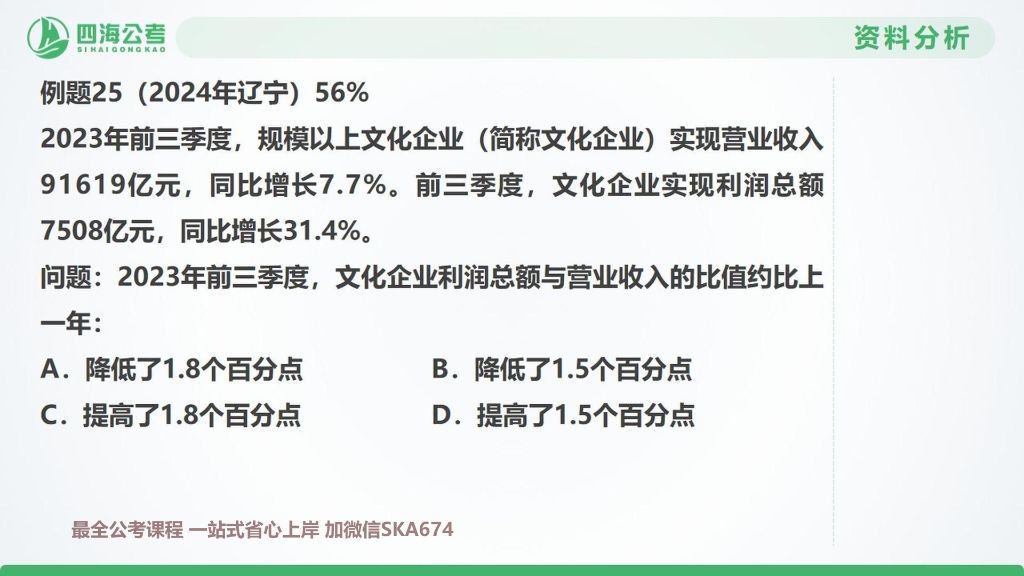 四海公考
SIHAIGONGKAO
资料分析
例题25（2024年辽宁）56%
2023年前三季度，规模以上文化企业（简称文化企业）实现营业收入
91619亿元，同比增长7.7%。前三季度，文化企业实现利润总额
7508亿元，同比增长31.4%。
问题：2023年前三季度，文化企业利润总额与营业收入的比值约比上
一年：
A．降低了1.8个百分点 B．降低了1.5个百分点
C．提高了1.8个百分点 D．提高了1.5个百分点
最全公考课程 一站式省心上岸 加微信SKA674